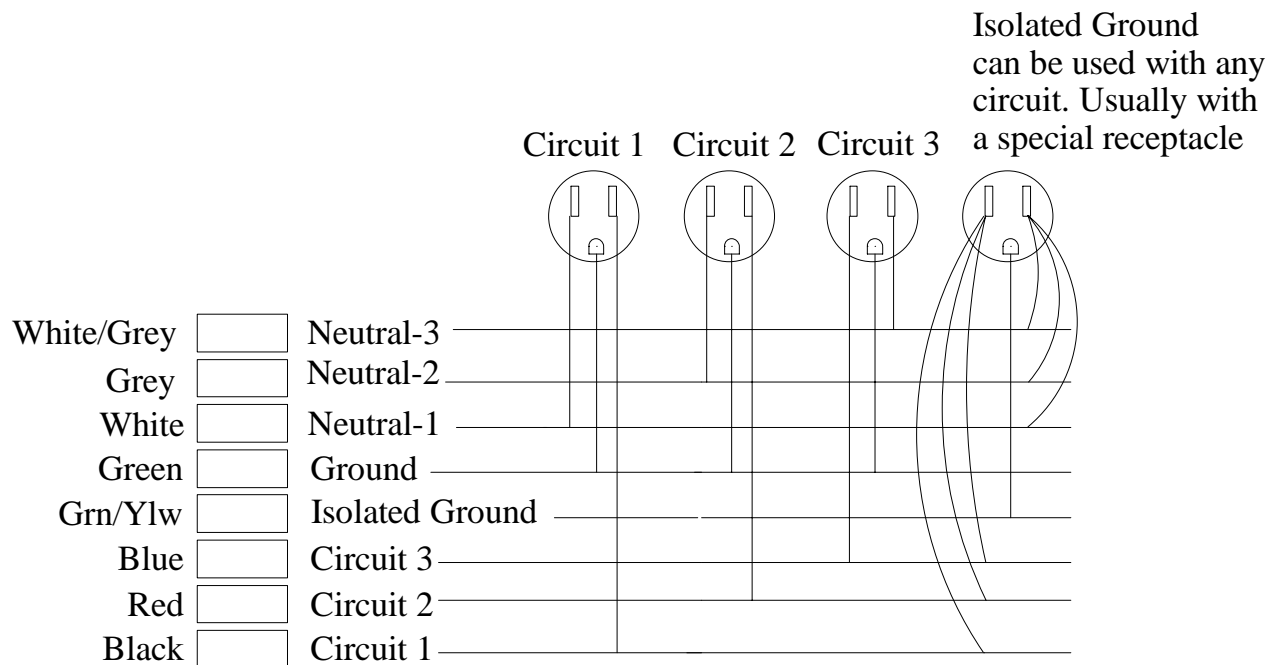 Isolated Ground
can be used with any
circuit. Usually with
a special receptacle
Circuit 1 Circuit 2 Circuit 3
White/Grey Neutral-3
Grey Neutral-2
White Neutral-1
Green Ground
Grn/Ylw Isolated Ground
Blue Circuit 3
Red Circuit 2
Black Circuit 1